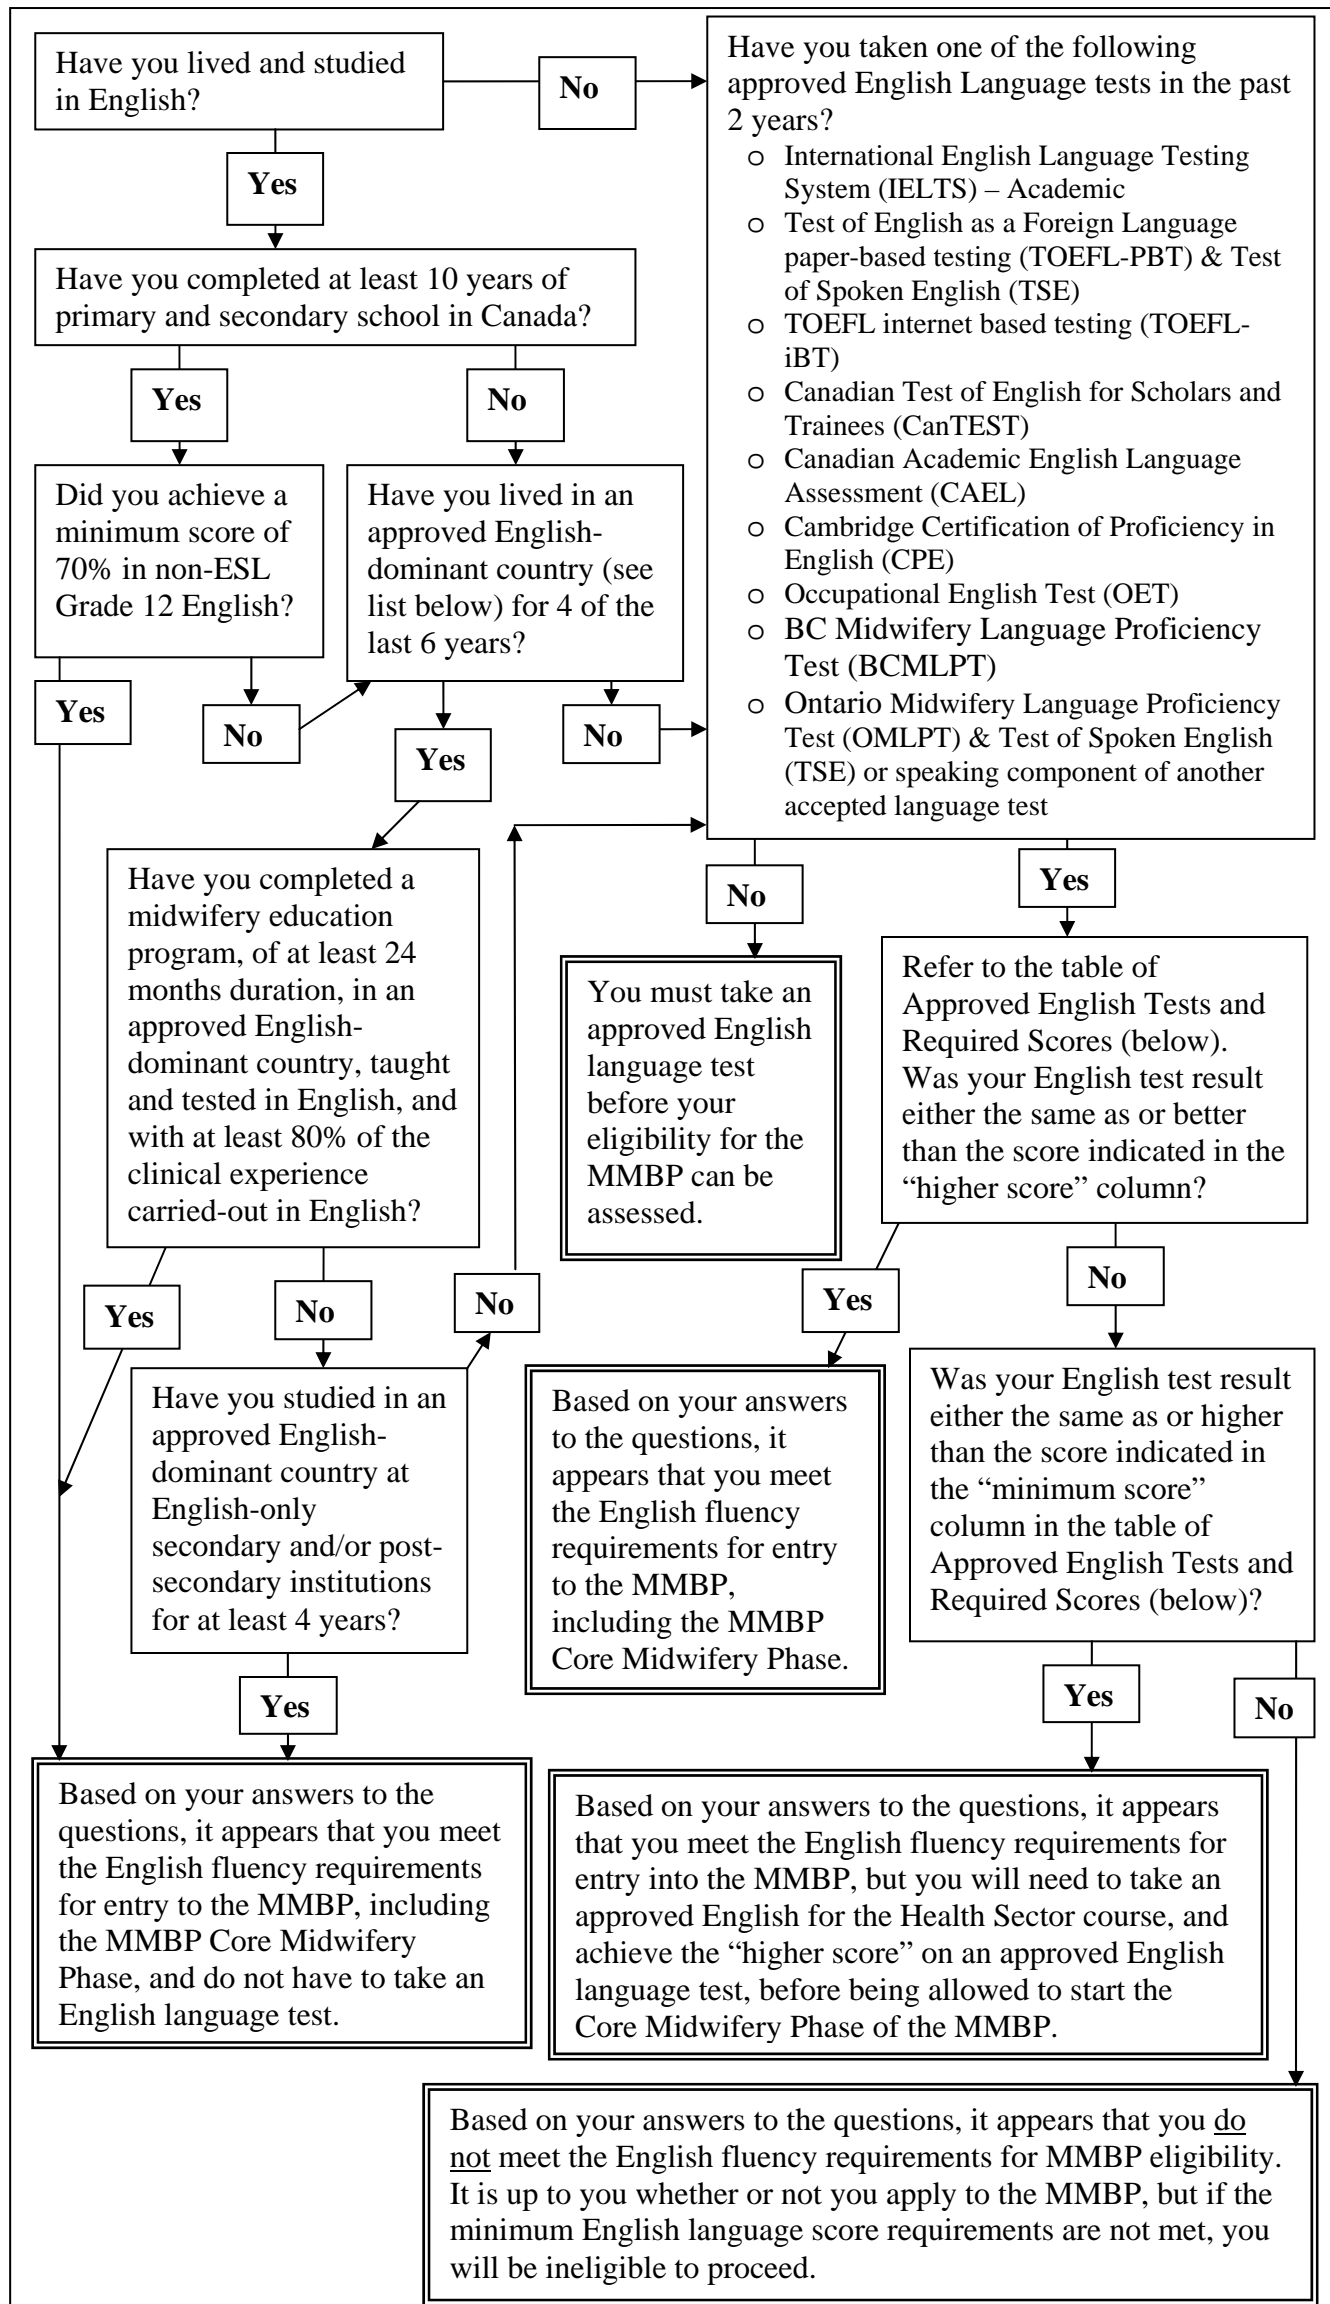 Have you lived and studied
in English?
No
Yes
Have you taken one of the following
approved English Language tests in the past
2 years?
o International English Language Testing
System (IELTS) – Academic
o Test of English as a Foreign Language
paper-based testing (TOEFL-PBT) & Test
of Spoken English (TSE)
o TOEFL internet based testing (TOEFL-
iBT)
o Canadian Test of English for Scholars and
Trainees (CanTEST)
o Canadian Academic English Language
Assessment (CAEL)
o Cambridge Certification of Proficiency in
English (CPE)
o Occupational English Test (OET)
o BC Midwifery Language Proficiency
Test (BCMLPT)
o Ontario Midwifery Language Proficiency
Test (OMLPT) & Test of Spoken English
(TSE) or speaking component of another
accepted language test
Have you completed at least 10 years of
primary and secondary school in Canada?
Yes
No
Did you achieve a
minimum score of
70% in non-ESL
Grade 12 English?
Have you lived in an
approved English-
dominant country (see
list below) for 4 of the
last 6 years?
Yes
No
Yes
No
Have you completed a
midwifery education
program, of at least 24
months duration, in an
approved English-
dominant country, taught
and tested in English, and
with at least 80% of the
clinical experience
carried-out in English?
No
Yes
You must take an
approved English
language test
before your
eligibility for the
MMBP can be
assessed.
Refer to the table of
Approved English Tests and
Required Scores (below).
Was your English test result
either the same as or better
than the score indicated in the
“higher score” column?
Yes
No
No
Yes
No
Have you studied in an
approved English-
dominant country at
English-only
secondary and/or post-
secondary institutions
for at least 4 years?
Based on your answers
to the questions, it
appears that you meet
the English fluency
requirements for entry
to the MMBP,
including the MMBP
Core Midwifery Phase.
Was your English test result
either the same as or higher
than the score indicated in
the “minimum score”
column in the table of
Approved English Tests and
Required Scores (below)?
Yes
Yes
No
Based on your answers to the
questions, it appears that you meet
the English fluency requirements
for entry to the MMBP, including
the MMBP Core Midwifery
Phase, and do not have to take an
English language test.
Based on your answers to the questions, it appears
that you meet the English fluency requirements for
entry into the MMBP, but you will need to take an
approved English for the Health Sector course, and
achieve the “higher score” on an approved English
language test, before being allowed to start the
Core Midwifery Phase of the MMBP.
Based on your answers to the questions, it appears that you do
not meet the English fluency requirements for MMBP eligibility.
It is up to you whether or not you apply to the MMBP, but if the
minimum English language score requirements are not met, you
will be ineligible to proceed.